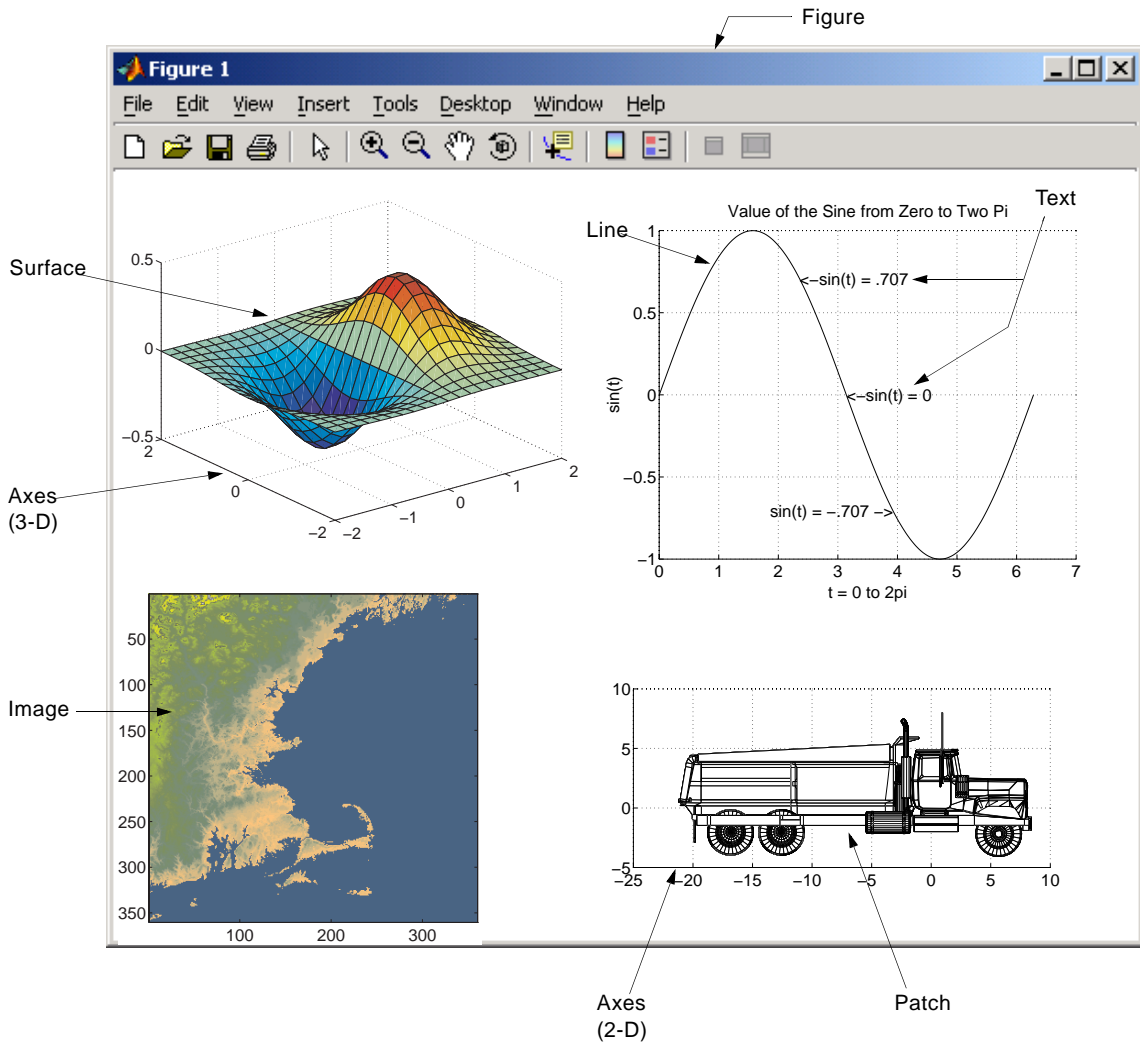 Figure
Figure 1
File Edit View Insert Tools Desktop Window Help
Surface
0.5
0
−0.5
2
0
−2
−2
−1
0
1
2
Axes
(3-D)
Value of the Sine from Zero to Two Pi
Line
Text
1
0.5
0
−0.5
−1
sin(t)
<−sin(t) = .707
<−sin(t) = 0
sin(t) = −.707 −>
0 1 2 3 4 5 6 7
t = 0 to 2pi
Image
50
100
150
200
250
300
350
100 200 300
10
5
0
−5
−25 −20 −15 −10 −5 0 5 10
Axes
(2-D)
Patch